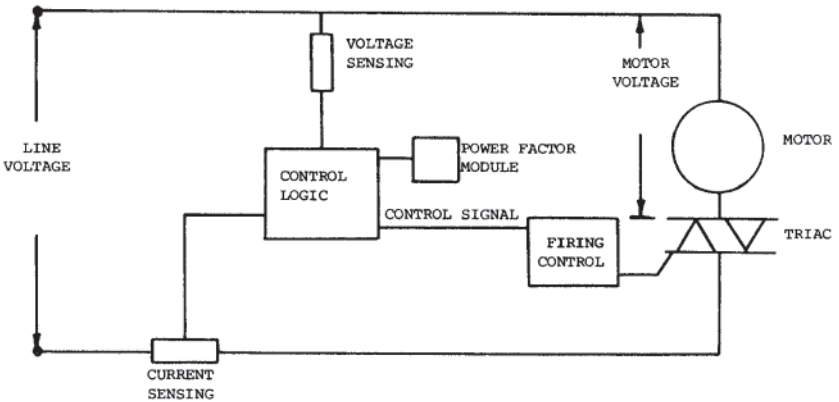 VOLTAGE
SENSING
MOTOR
VOLTAGE
LINE
VOLTAGE
MOTOR
POWER FACTOR
MODULE
CONTROL
LOGIC
CONTROL SIGNAL
TRIAC
FIRING
CONTROL
CURRENT
SENSING